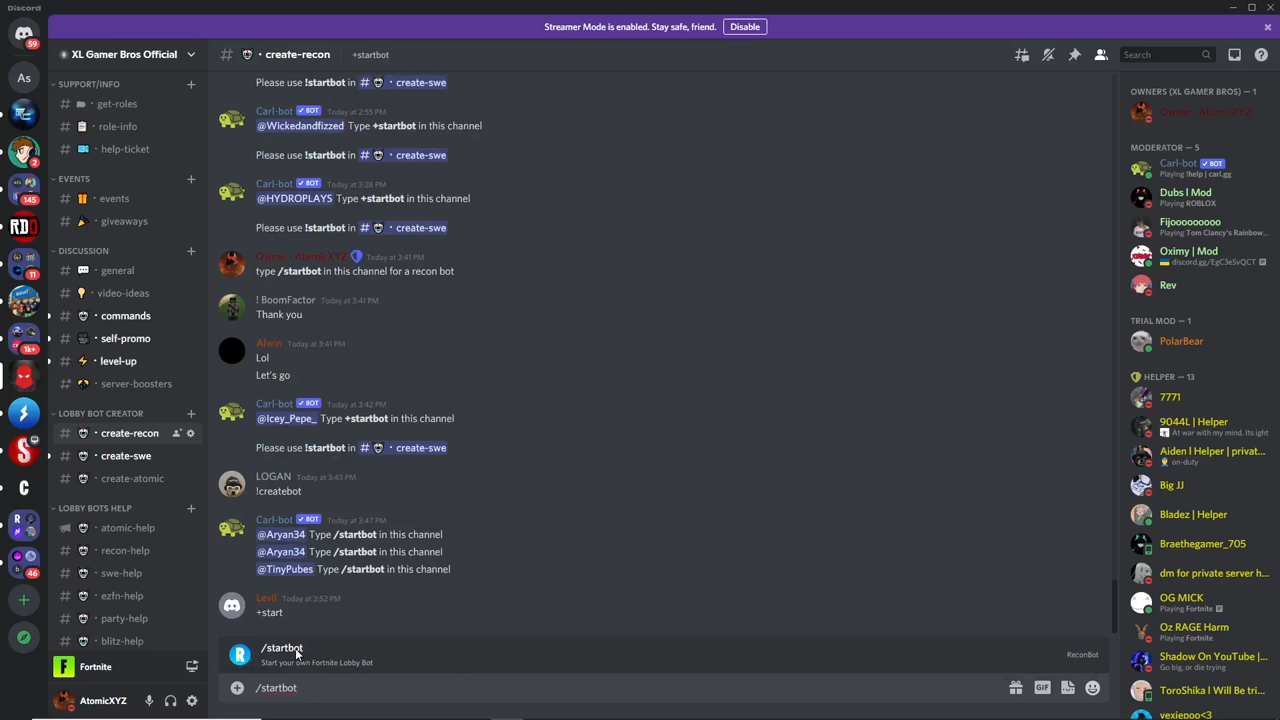 Discord
Streamer Mode is enabled. Stay safe, friend. Disable
59
As
2
145
RDD
11
1k+
S
C
46
XL Gamer Bros Official
SUPPORT/INFO
get-roles
role-info
help-ticket
EVENTS
events
giveaways
DISCUSSION
general
video-ideas
commands
self-promo
level-up
server-boosters
LOBBY BOT CREATOR
create-recon
create-swe
create-atomic
LOBBY BOTS HELP
atomic-help
recon-help
swe-help
ezfn-help
party-help
blitz-help
F Fortnite
AtomicXYZ
# · create-recon +startbot
Search
Please use !startbot in # · create-swe
Carl-bot ✓ BOT Today at 2:55 PM
@Wickedandfizzed Type +startbot in this channel
Please use !startbot in # · create-swe
Carl-bot ✓ BOT Today at 3:28 PM
@HYDROPLAYS Type +startbot in this channel
Please use !startbot in # · create-swe
Owner - AtomicXYZ Today at 3:41 PM
type /startbot in this channel for a recon bot
! BoomFactor Today at 3:41 PM
Thank you
Alwin Today at 3:41 PM
Lol
Let's go
Carl-bot ✓ BOT Today at 3:42 PM
@Icey_Pepe_ Type +startbot in this channel
Please use !startbot in # · create-swe
LOGAN Today at 3:43 PM
!createbot
Carl-bot ✓ BOT Today at 3:47 PM
@Aryan34 Type /startbot in this channel
@Aryan34 Type /startbot in this channel
@TinyPubes Type /startbot in this channel
Levil Today at 3:52 PM
+start
R /startbot
Start your own Fortnite Lobby Bot
ReconBot
/startbot
GIF
OWNERS (XL GAMER BROS) — 1
Owner - AtomicXYZ
MODERATOR — 5
Carl-bot ✓ BOT
Playing !help | carl.gg
Dubs l Mod
Playing ROBLOX
Fijooooooooo
Playing Tom Clancy's Rainbow...
Oximy | Mod
discord.gg/EgC3eSvQCT
Rev
TRIAL MOD — 1
PolarBear
HELPER — 13
7771
9044L | Helper
At war with my mind. Its ight
Aiden l Helper | privat...
on-duty
Big JJ
Bladez | Helper
Braethegamer_705
dm for private server h...
OG MICK
Playing Fortnite
Oz RAGE Harm
Playing Fortnite
Shadow On YouTube |...
Go big, or die trying
ToroShika l Will Be tri...
vexiepoo<3